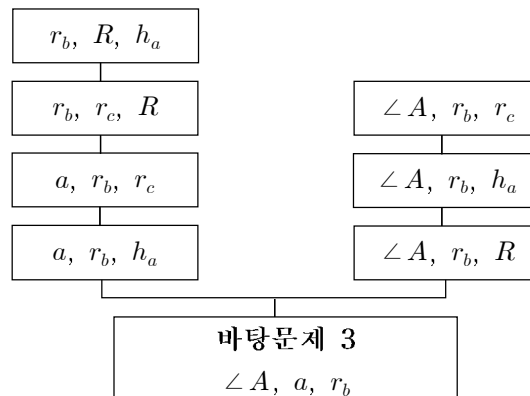 r_b, R, h_a
r_b, r_c, R
∠A, r_b, r_c
a, r_b, r_c
∠A, r_b, h_a
a, r_b, h_a
∠A, r_b, R
바탕문제 3
∠A, a, r_b